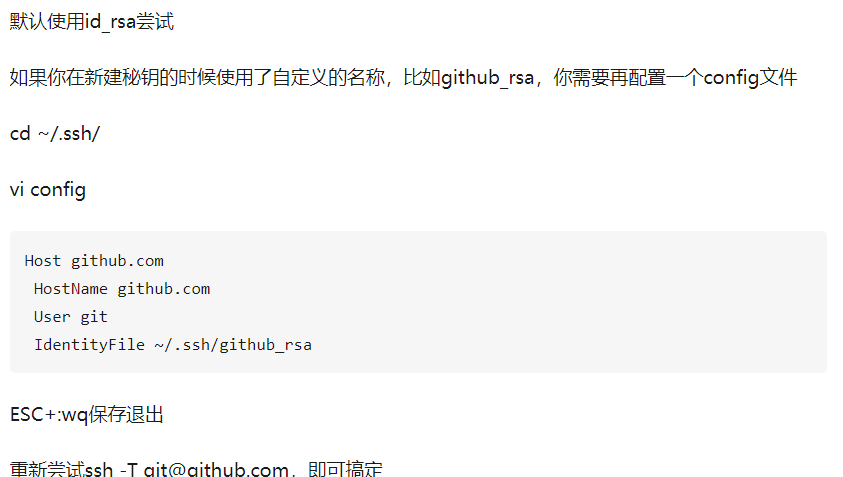 默认使用id_rsa尝试
如果你在新建秘钥的时候使用了自定义的名称，比如github_rsa，你需要再配置一个config文件
cd ~/.ssh/
vi config
Host github.com
HostName github.com
User git
IdentityFile ~/.ssh/github_rsa
ESC+:wq保存退出
重新尝试ssh -T git@github.com，即可搞定